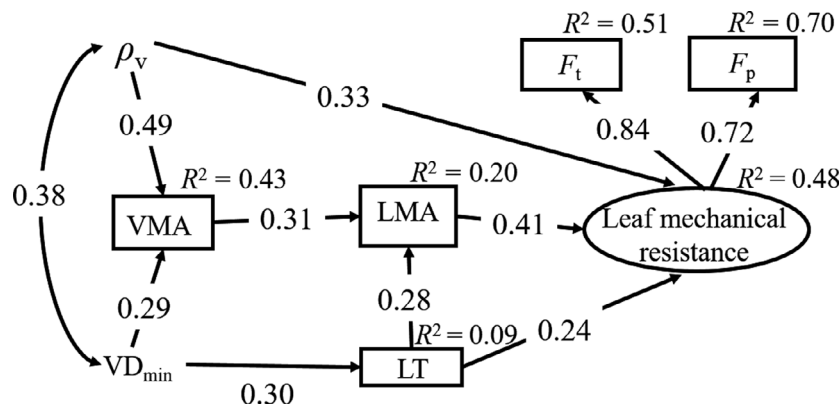 R² = 0.51
R² = 0.70
ρv
Ft
Fp
0.33
0.84
0.72
0.49
R² = 0.43
R² = 0.20
R² = 0.48
0.38
VMA
0.31
LMA
0.41
Leaf mechanical
resistance
0.29
0.28
R² = 0.09
0.24
VDmin
0.30
LT